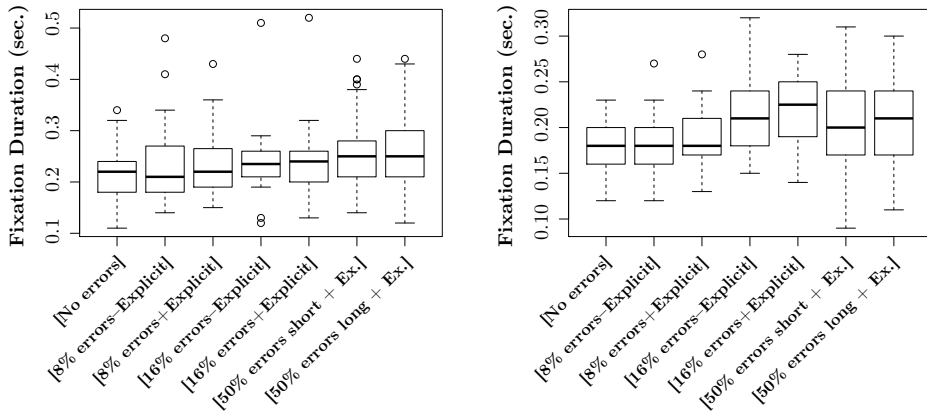 Fixation Duration (sec.)
0.5
0.4
0.3
0.2
0.1
[No errors]
[8% errors−Explicit]
[8% errors+Explicit]
[16% errors−Explicit]
[16% errors+Explicit]
[50% errors short + Ex.]
[50% errors long + Ex.]
Fixation Duration (sec.)
0.30
0.25
0.20
0.15
0.10
[No errors]
[8% errors−Explicit]
[8% errors+Explicit]
[16% errors−Explicit]
[16% errors+Explicit]
[50% errors short + Ex.]
[50% errors long + Ex.]